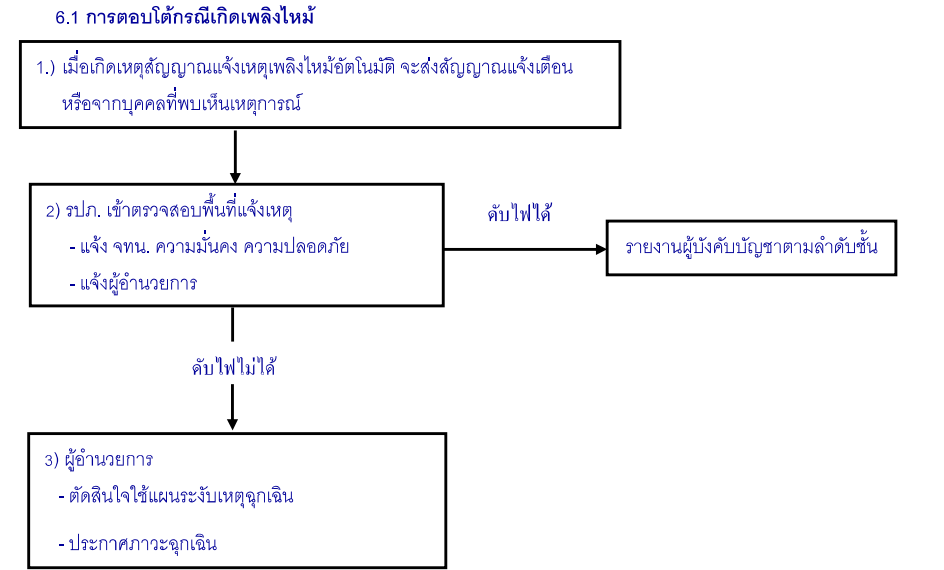 6.1 การตอบโต้กรณีเกิดเพลิงไหม้
1.) เมื่อเกิดเหตุสัญญาณแจ้งเหตุเพลิงไหม้อัตโนมัติ จะส่งสัญญาณแจ้งเตือน
หรือจากบุคคลที่พบเห็นเหตุการณ์
2) รปภ. เข้าตรวจสอบพื้นที่แจ้งเหตุ
- แจ้ง จทน. ความมั่นคง ความปลอดภัย
- แจ้งผู้อำนวยการ
ดับไฟได้
รายงานผู้บังคับบัญชาตามลำดับชั้น
ดับไฟไม่ได้
3) ผู้อำนวยการ
- ตัดสินใจใช้แผนระงับเหตุฉุกเฉิน
- ประกาศภาวะฉุกเฉิน